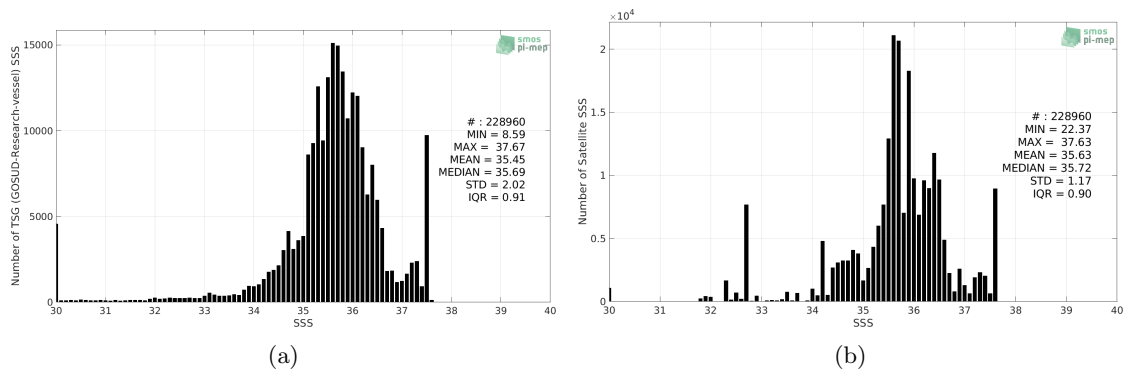 15000
10000
5000
0
30 31 32 33 34 35 36 37 38 39 40
SSS
Number of TSG (GOSUD-Research-vessel) SSS
smos
pi-mep
# : 228960
MIN = 8.59
MAX = 37.67
MEAN = 35.45
MEDIAN = 35.69
STD = 2.02
IQR = 0.91
(a)
×10⁴
2
1.5
1
0.5
0
30 31 32 33 34 35 36 37 38 39 40
SSS
Number of Satellite SSS
smos
pi-mep
# : 228960
MIN = 22.37
MAX = 37.63
MEAN = 35.63
MEDIAN = 35.72
STD = 1.17
IQR = 0.90
(b)